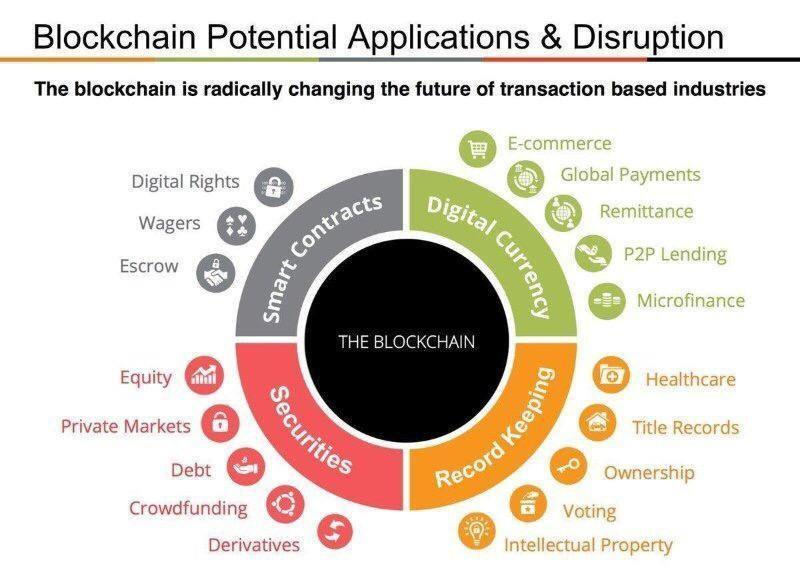 Blockchain Potential Applications & Disruption
The blockchain is radically changing the future of transaction based industries
Digital Rights
Wagers
Escrow
Smart Contracts
Digital Currency
E-commerce
Global Payments
Remittance
P2P Lending
Microfinance
THE BLOCKCHAIN
Equity
Private Markets
Debt
Crowdfunding
Derivatives
Securities
Record Keeping
Healthcare
Title Records
Ownership
Voting
Intellectual Property